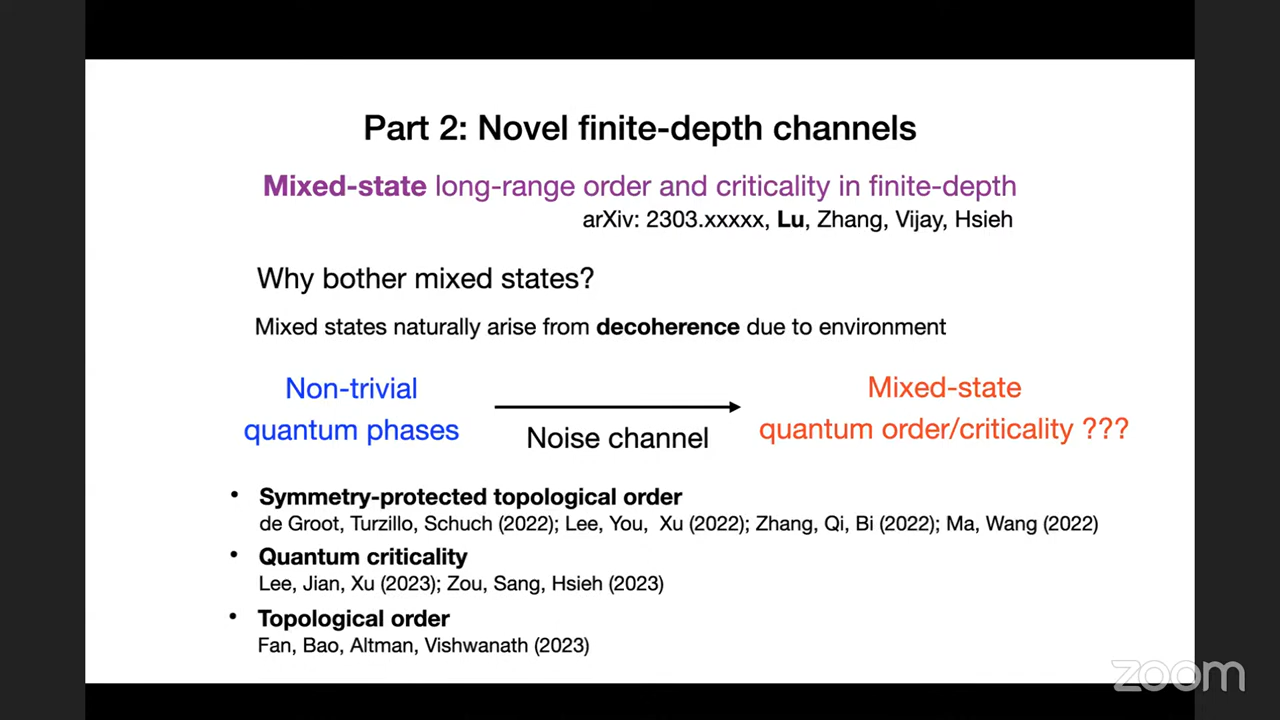 Part 2: Novel finite-depth channels
Mixed-state long-range order and criticality in finite-depth
arXiv: 2303.xxxxx, Lu, Zhang, Vijay, Hsieh
Why bother mixed states?
Mixed states naturally arise from decoherence due to environment
Non-trivial
quantum phases
Noise channel
Mixed-state
quantum order/criticality ???
• Symmetry-protected topological order
de Groot, Turzillo, Schuch (2022); Lee, You, Xu (2022); Zhang, Qi, Bi (2022); Ma, Wang (2022)
• Quantum criticality
Lee, Jian, Xu (2023); Zou, Sang, Hsieh (2023)
• Topological order
Fan, Bao, Altman, Vishwanath (2023)
zoom